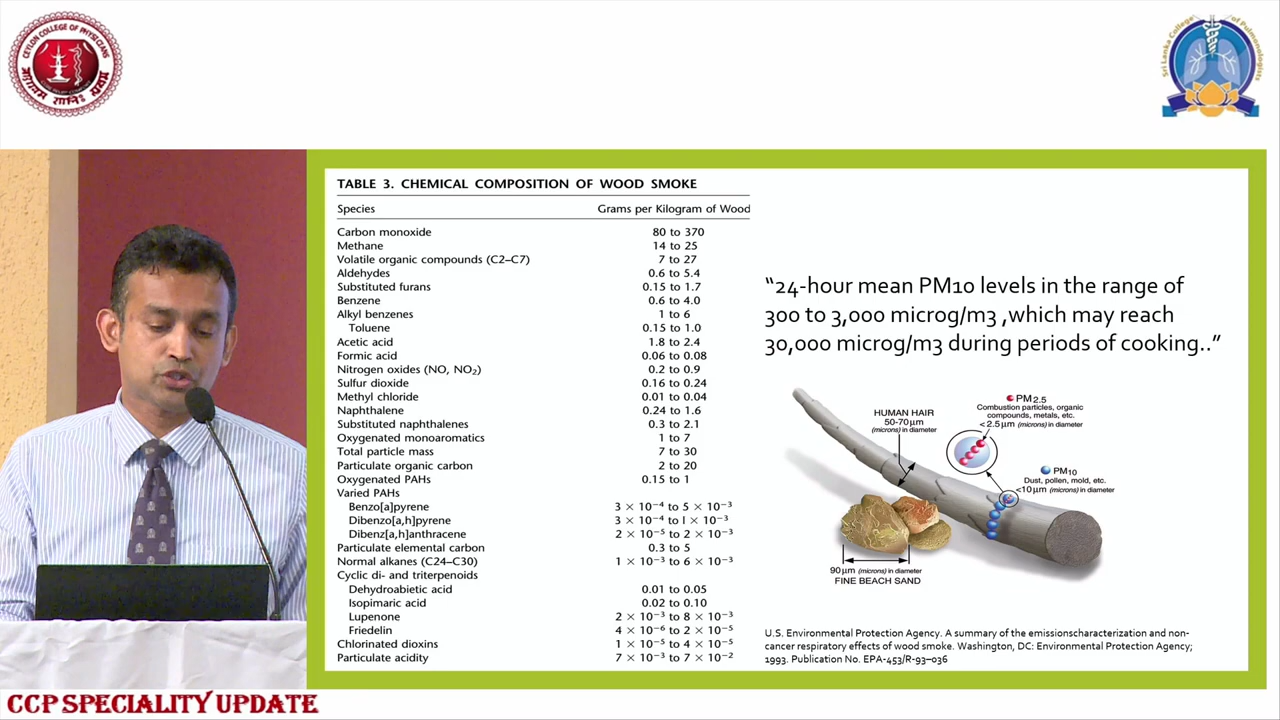 CEYLON COLLEGE OF PHYSICIANS
Sri Lanka College of Pulmonologists
TABLE 3. CHEMICAL COMPOSITION OF WOOD SMOKE
Species Grams per Kilogram of Wood
Carbon monoxide 80 to 370
Methane 14 to 25
Volatile organic compounds (C2–C7) 7 to 27
Aldehydes 0.6 to 5.4
Substituted furans 0.15 to 1.7
Benzene 0.6 to 4.0
Alkyl benzenes 1 to 6
Toluene 0.15 to 1.0
Acetic acid 1.8 to 2.4
Formic acid 0.06 to 0.08
Nitrogen oxides (NO, NO₂) 0.2 to 0.9
Sulfur dioxide 0.16 to 0.24
Methyl chloride 0.01 to 0.04
Naphthalene 0.24 to 1.6
Substituted naphthalenes 0.3 to 2.1
Oxygenated monoaromatics 1 to 7
Total particle mass 7 to 30
Particulate organic carbon 2 to 20
Oxygenated PAHs 0.15 to 1
Varied PAHs
Benzo[a]pyrene 3 × 10⁻⁴ to 5 × 10⁻³
Dibenzo[a,h]pyrene 3 × 10⁻⁴ to l × 10⁻³
Dibenz[a,h]anthracene 2 × 10⁻⁵ to 2 × 10⁻³
Particulate elemental carbon 0.3 to 5
Normal alkanes (C24–C30) 1 × 10⁻³ to 6 × 10⁻³
Cyclic di- and triterpenoids
Dehydroabietic acid 0.01 to 0.05
Isopimaric acid 0.02 to 0.10
Lupenone 2 × 10⁻³ to 8 × 10⁻³
Friedelin 4 × 10⁻⁶ to 2 × 10⁻⁵
Chlorinated dioxins 1 × 10⁻⁵ to 4 × 10⁻⁵
Particulate acidity 7 × 10⁻³ to 7 × 10⁻²
“24-hour mean PM10 levels in the range of
300 to 3,000 microg/m3 ,which may reach
30,000 microg/m3 during periods of cooking..”
HUMAN HAIR
50-70μm
(microns) in diameter
PM2.5
Combustion particles, organic
compounds, metals, etc.
<2.5μm (microns) in diameter
PM10
Dust, pollen, mold, etc.
<10μm (microns) in diameter
90μm (microns) in diameter
FINE BEACH SAND
U.S. Environmental Protection Agency. A summary of the emissionscharacterization and non-
cancer respiratory effects of wood smoke. Washington, DC: Environmental Protection Agency;
1993. Publication No. EPA-453/R-93–036
CCP SPECIALITY UPDATE